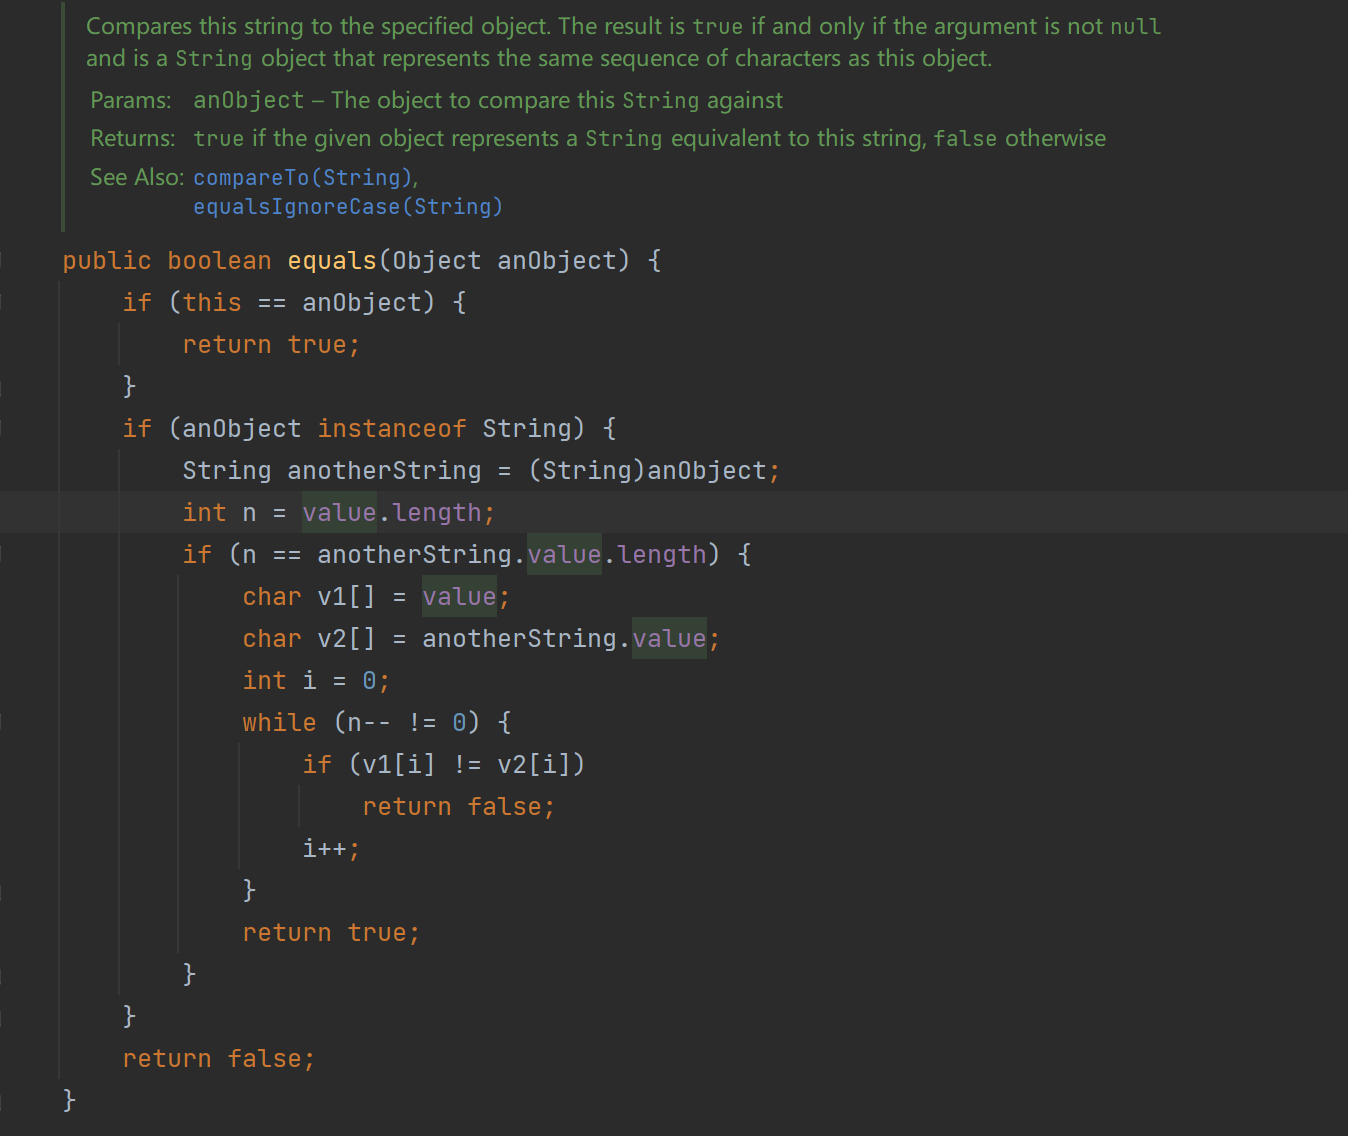 Compares this string to the specified object. The result is true if and only if the argument is not null
and is a String object that represents the same sequence of characters as this object.
Params: anObject – The object to compare this String against
Returns: true if the given object represents a String equivalent to this string, false otherwise
See Also: compareTo(String),
equalsIgnoreCase(String)
public boolean equals(Object anObject) {
    if (this == anObject) {
        return true;
    }
    if (anObject instanceof String) {
        String anotherString = (String)anObject;
        int n = value.length;
        if (n == anotherString.value.length) {
            char v1[] = value;
            char v2[] = anotherString.value;
            int i = 0;
            while (n-- != 0) {
                if (v1[i] != v2[i])
                    return false;
                i++;
            }
            return true;
        }
    }
    return false;
}